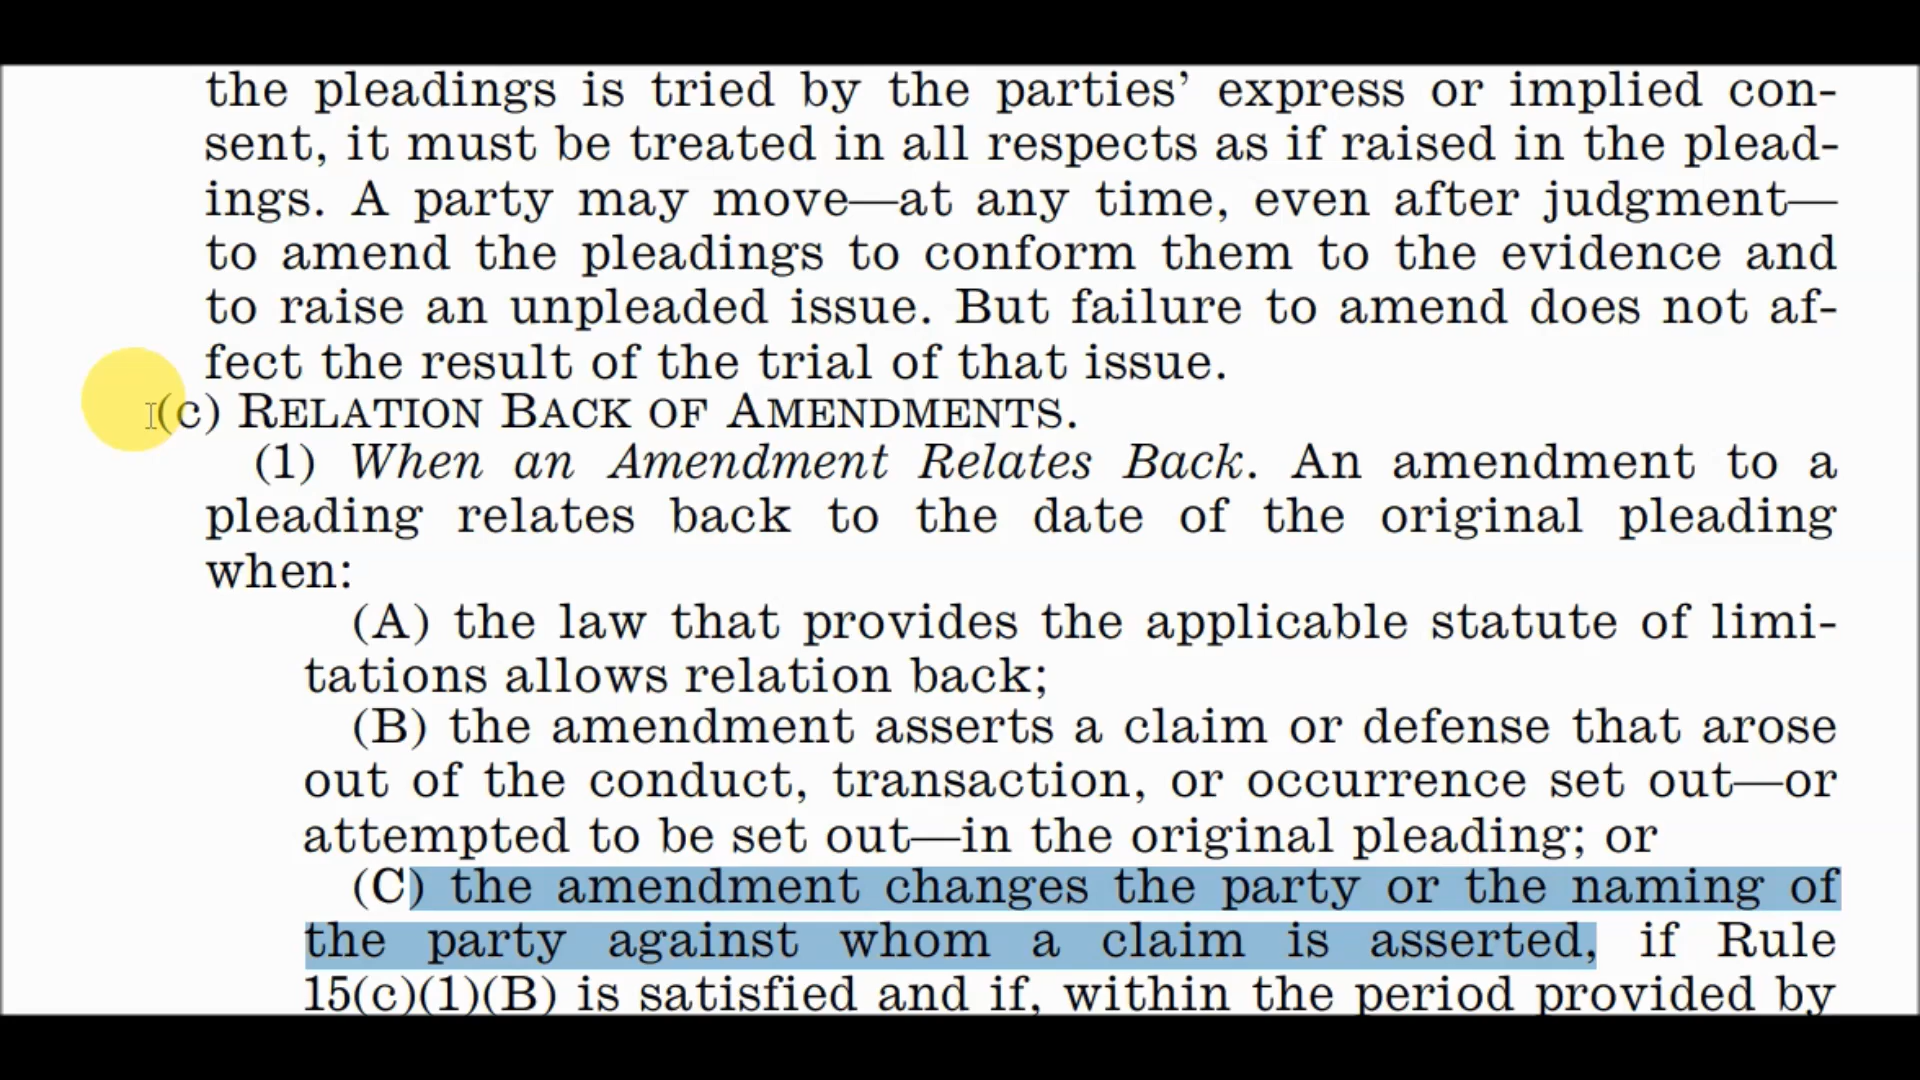 the pleadings is tried by the parties’ express or implied con-
sent, it must be treated in all respects as if raised in the plead-
ings. A party may move—at any time, even after judgment—
to amend the pleadings to conform them to the evidence and
to raise an unpleaded issue. But failure to amend does not af-
fect the result of the trial of that issue.
(c) RELATION BACK OF AMENDMENTS.
(1) When an Amendment Relates Back. An amendment to a
pleading relates back to the date of the original pleading
when:
(A) the law that provides the applicable statute of limi-
tations allows relation back;
(B) the amendment asserts a claim or defense that arose
out of the conduct, transaction, or occurrence set out—or
attempted to be set out—in the original pleading; or
(C) the amendment changes the party or the naming of
the party against whom a claim is asserted, if Rule
15(c)(1)(B) is satisfied and if, within the period provided by